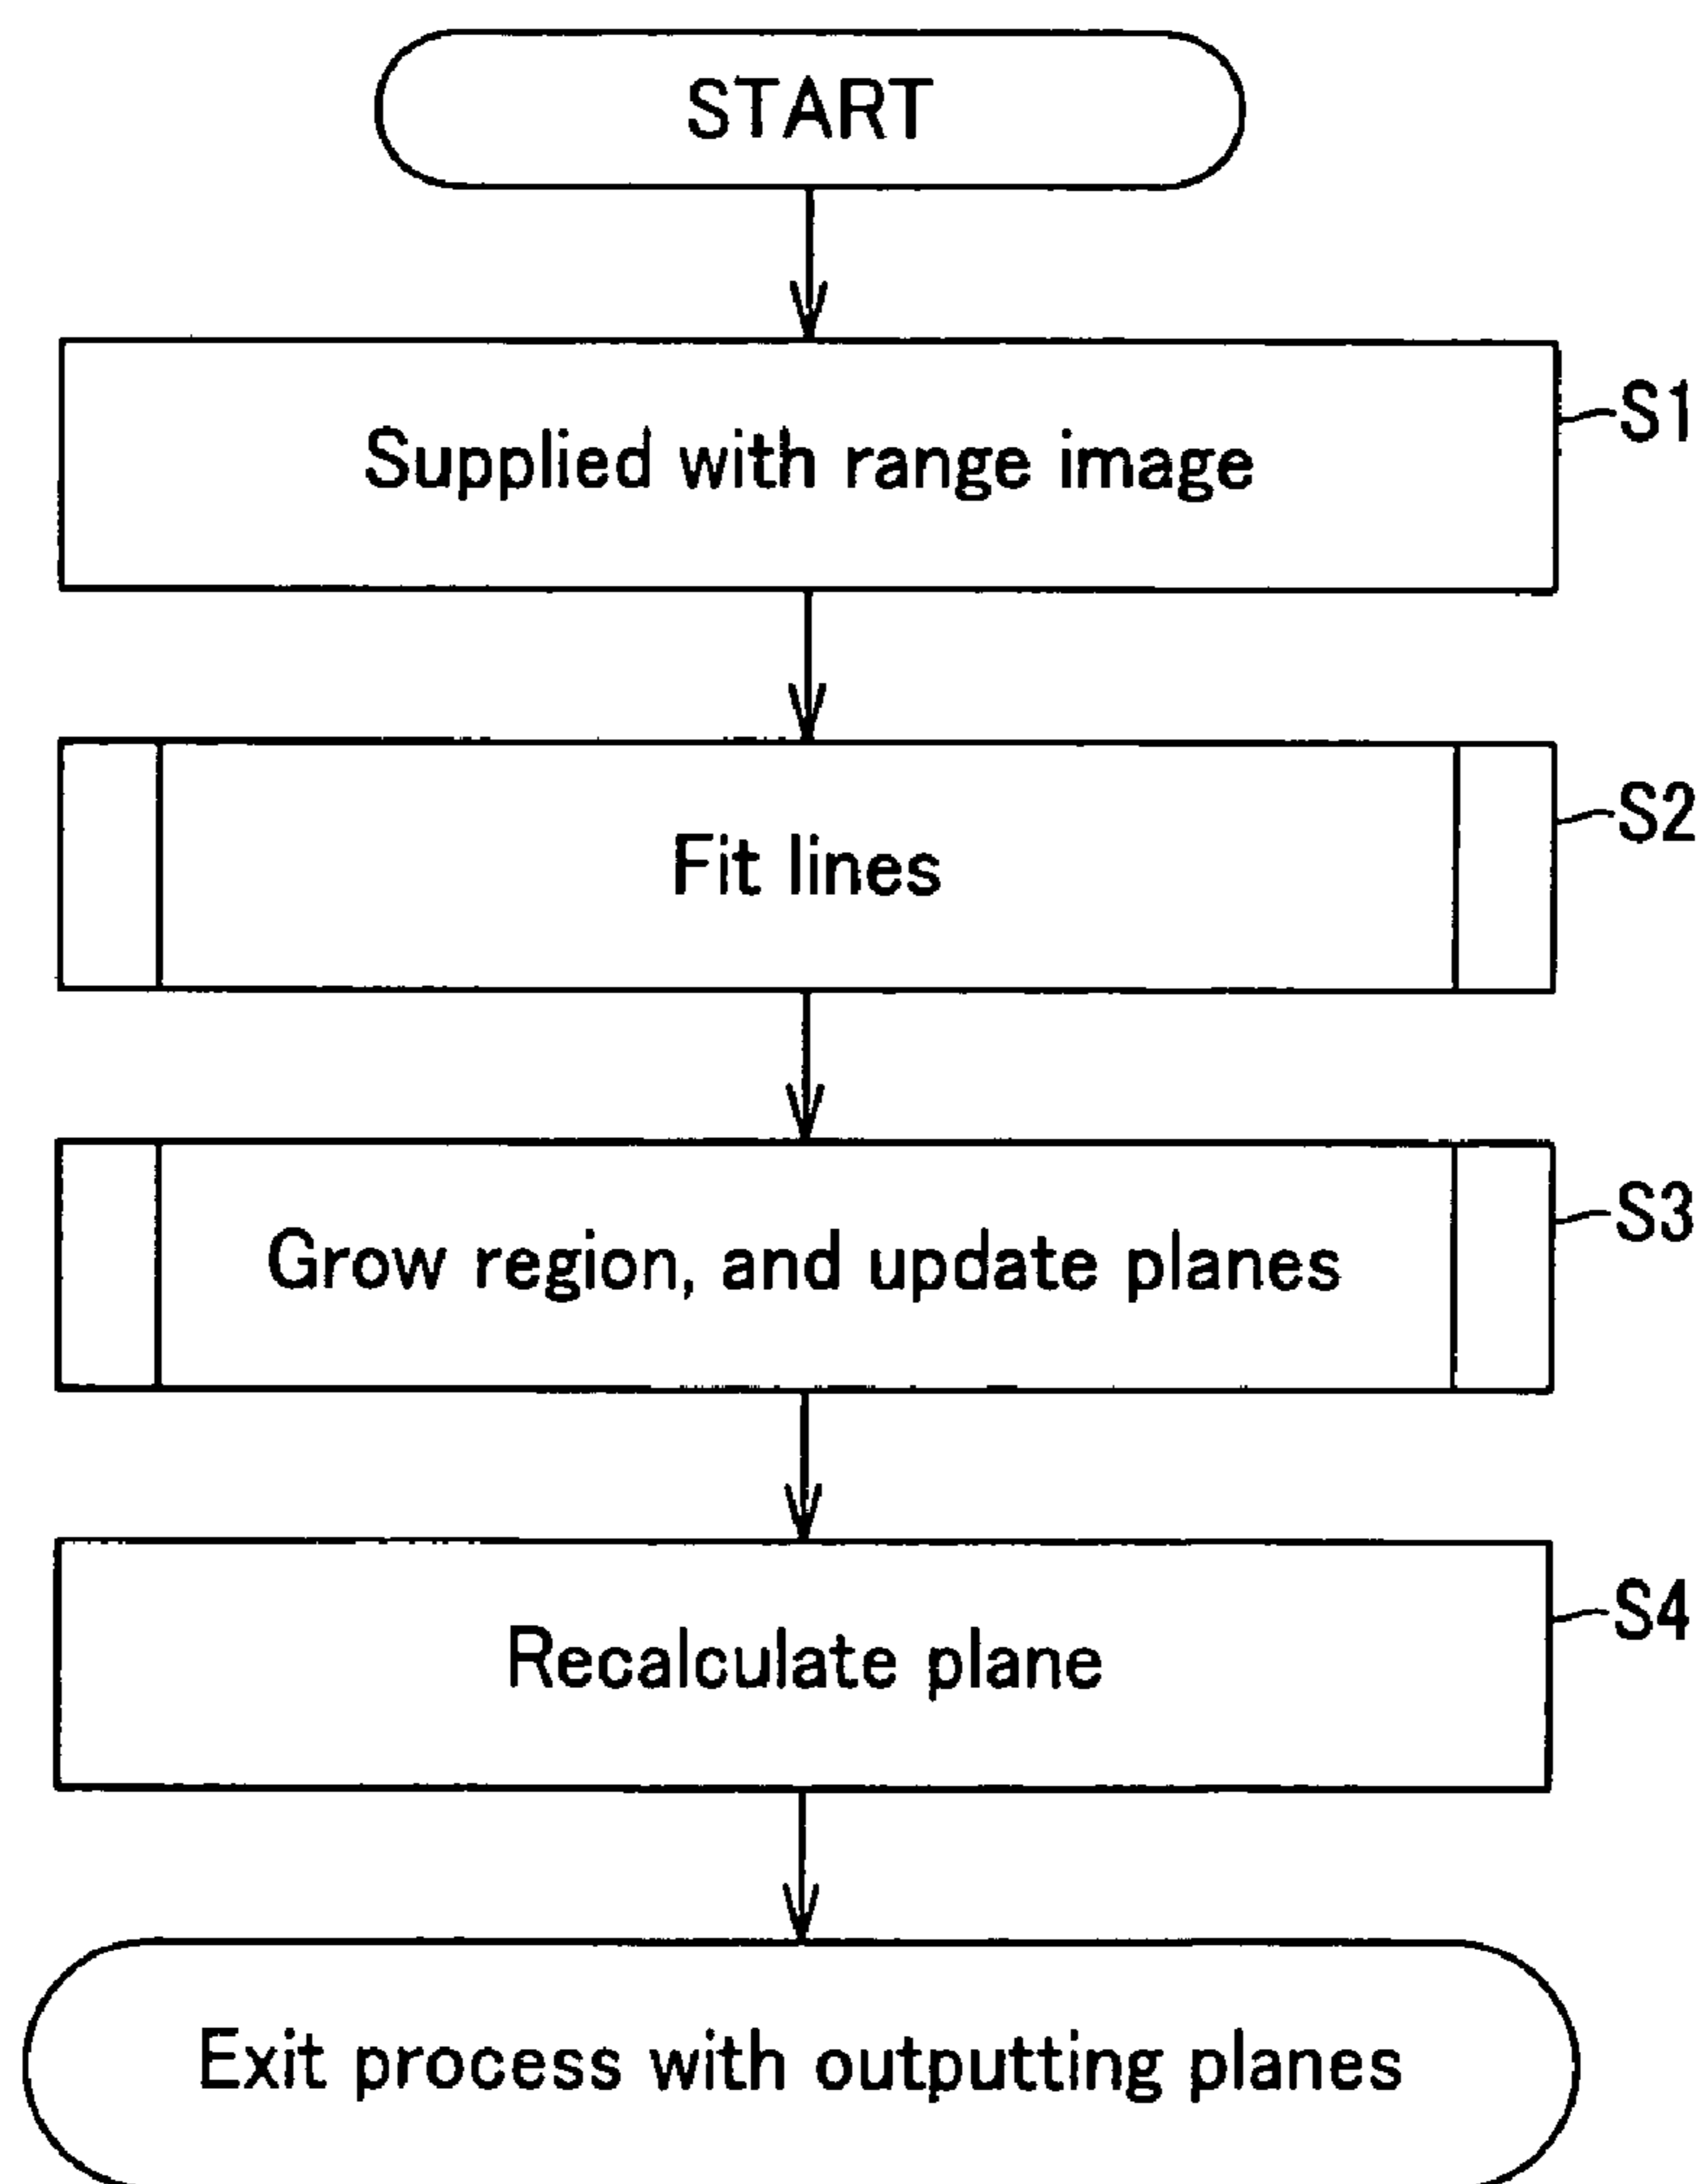 START
Supplied with range image
S1
Fit lines
S2
Grow region, and update planes
S3
Recalculate plane
S4
Exit process with outputting planes